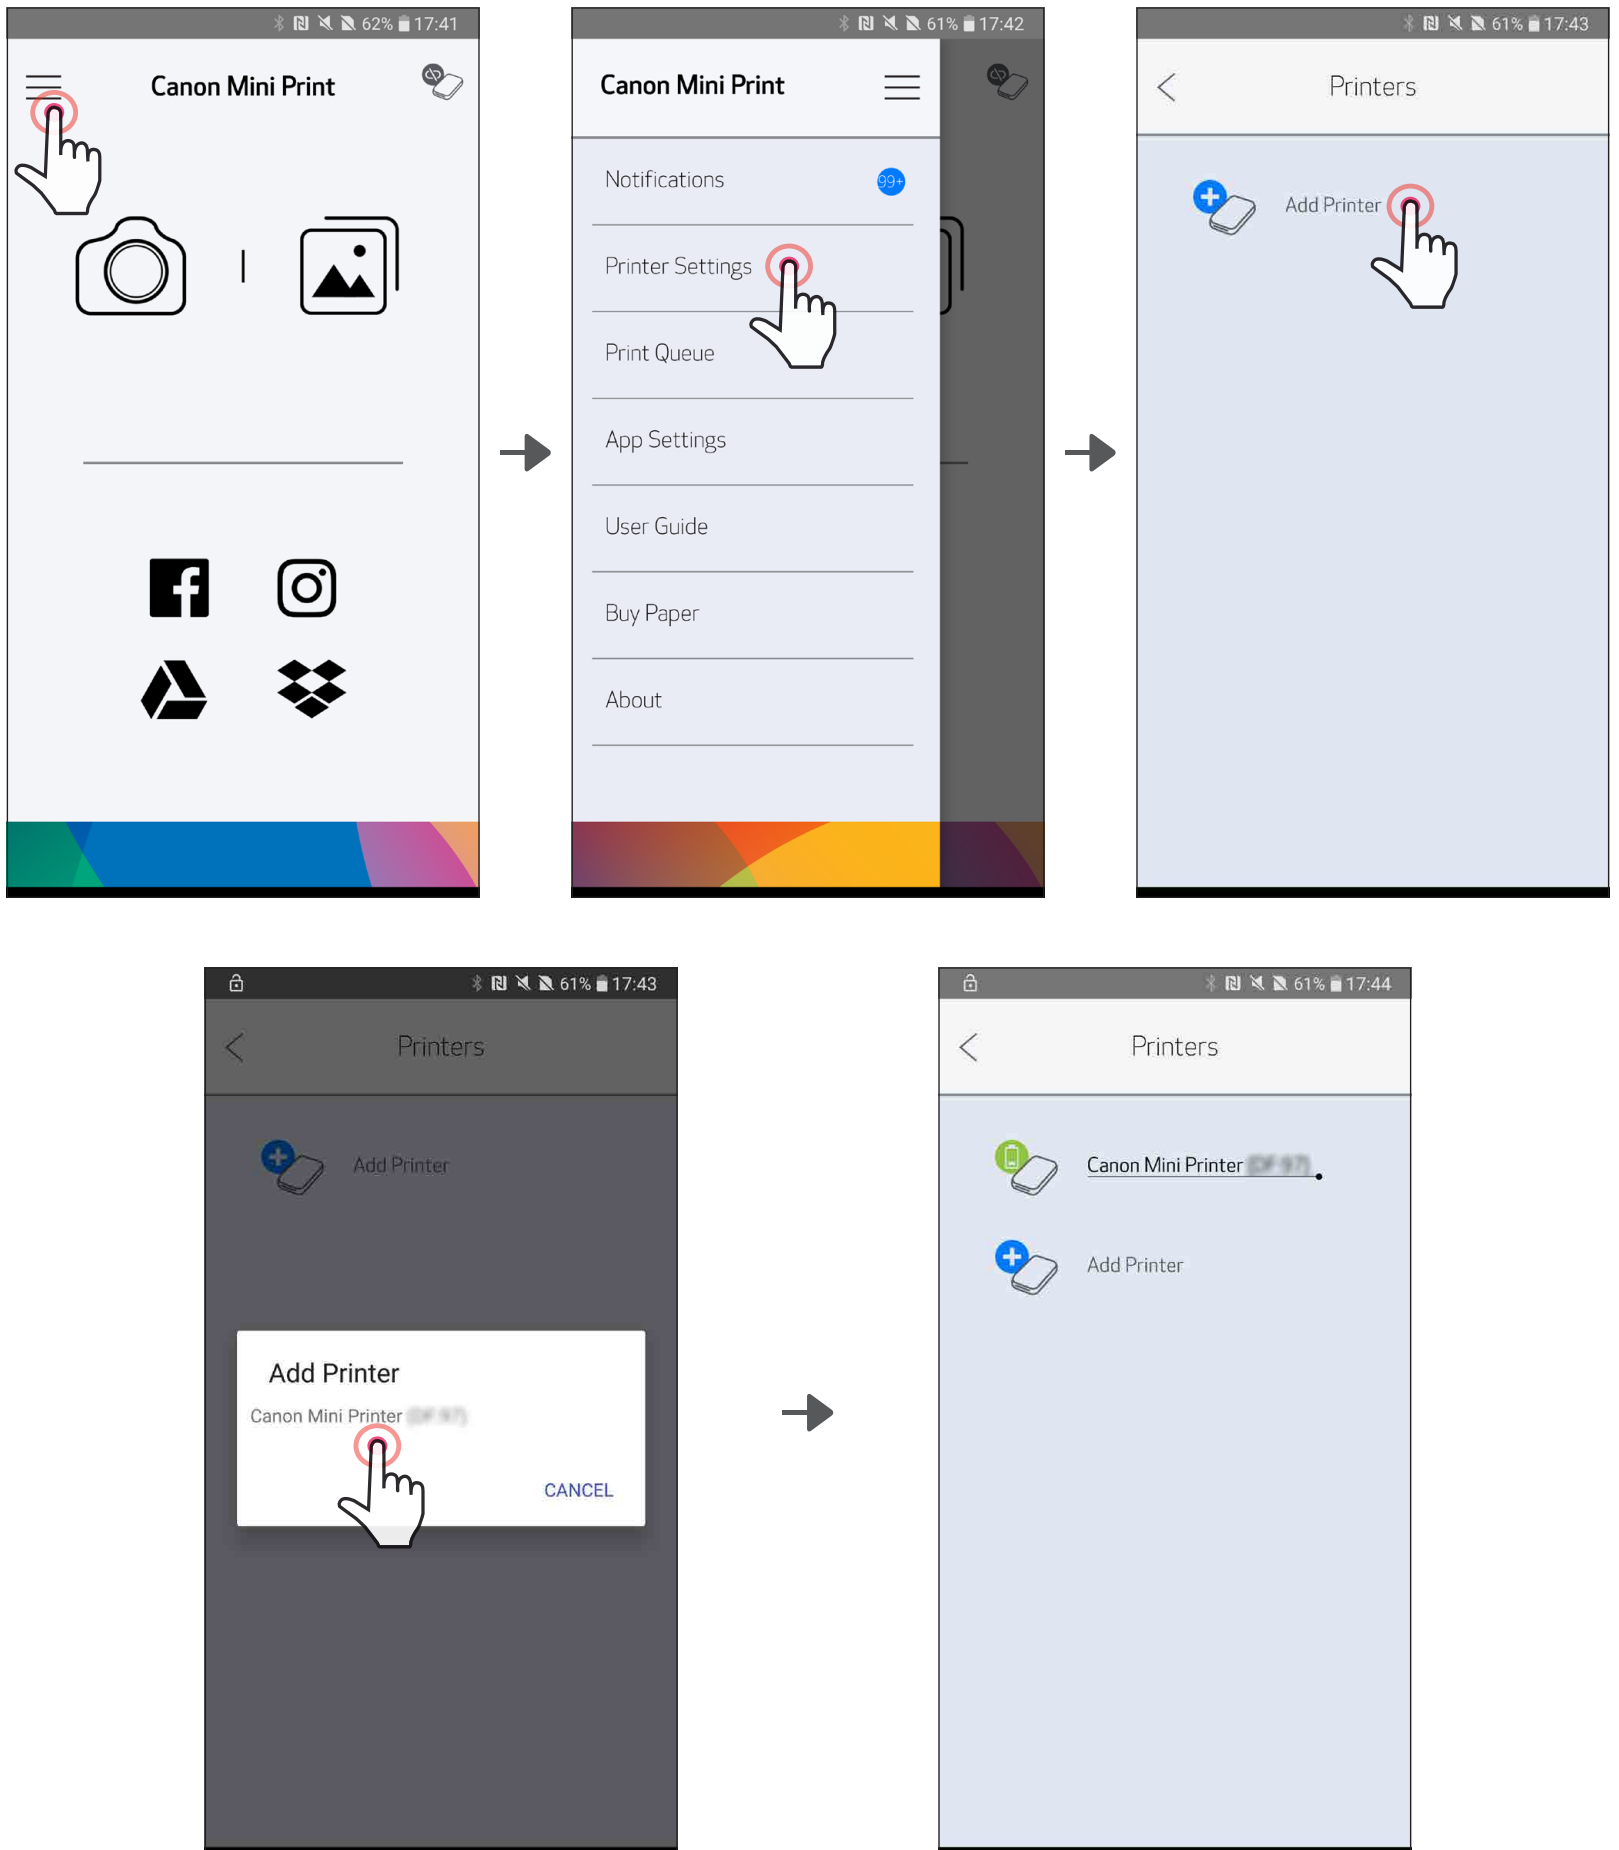 62% 17:41
Canon Mini Print
61% 17:42
Canon Mini Print
Notifications 99+
Printer Settings
Print Queue
App Settings
User Guide
Buy Paper
About
61% 17:43
Printers
Add Printer
61% 17:43
Printers
Add Printer
Add Printer
Canon Mini Printer
CANCEL
61% 17:44
Printers
Canon Mini Printer
Add Printer